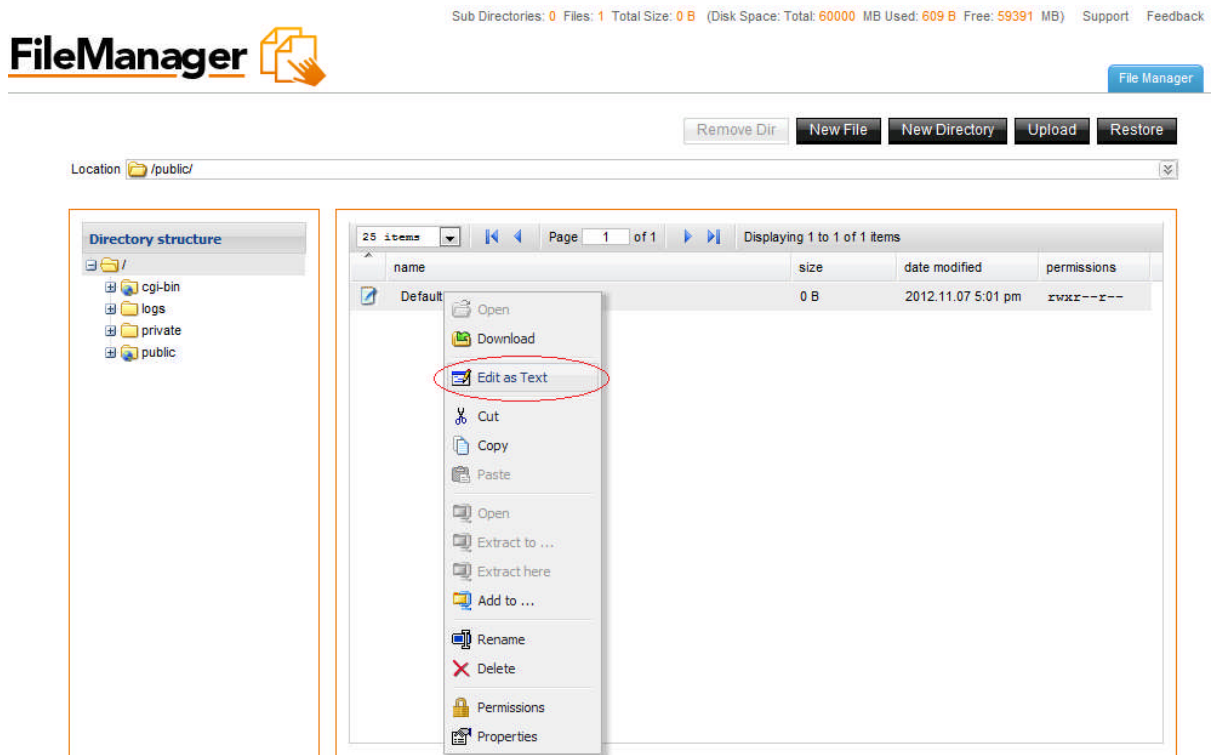 Sub Directories: 0 Files: 1 Total Size: 0 B (Disk Space: Total: 60000 MB Used: 609 B Free: 59391 MB) Support Feedback
FileManager
File Manager
Remove Dir New File New Directory Upload Restore
Location /public/
Directory structure
/
cgi-bin
logs
private
public
25 items Page 1 of 1 Displaying 1 to 1 of 1 items
name size date modified permissions
Default 0 B 2012.11.07 5:01 pm rwxr--r--
Open
Download
Edit as Text
Cut
Copy
Paste
Open
Extract to ...
Extract here
Add to ...
Rename
Delete
Permissions
Properties